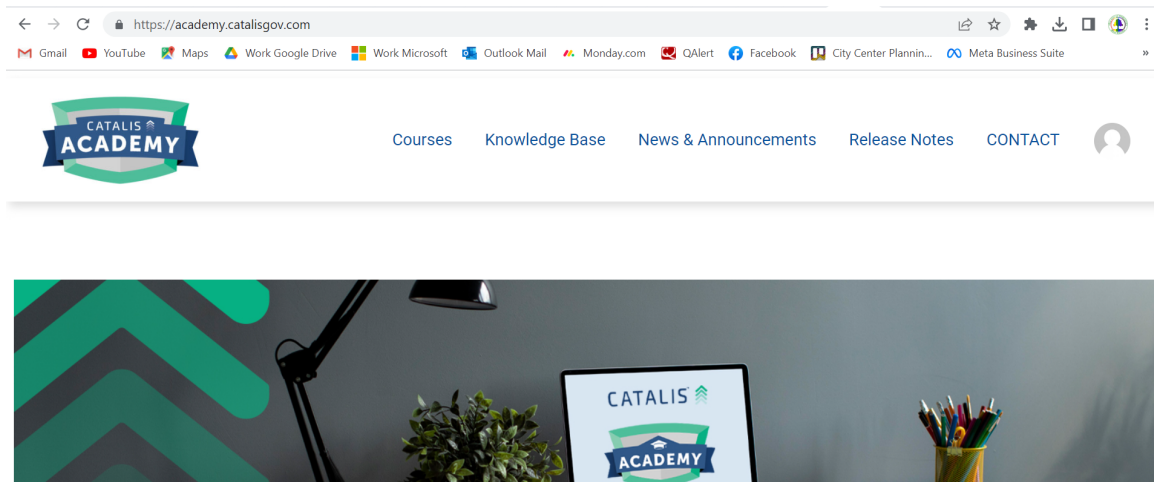 https://academy.catalisgov.com
Gmail YouTube Maps Work Google Drive Work Microsoft Outlook Mail Monday.com QAlert Facebook City Center Plannin... Meta Business Suite »
CATALIS
ACADEMY
Courses Knowledge Base News & Announcements Release Notes CONTACT
CATALIS
ACADEMY